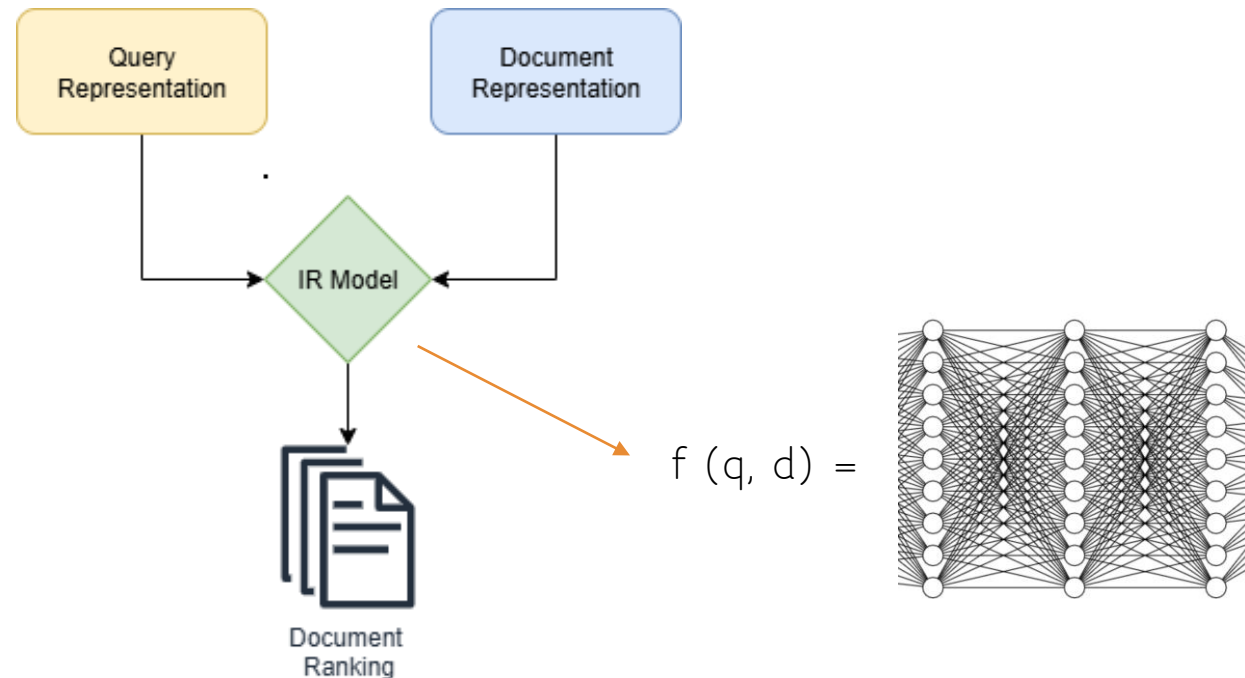 Query
Representation
Document
Representation
.
IR Model
f (q, d) =
Document
Ranking